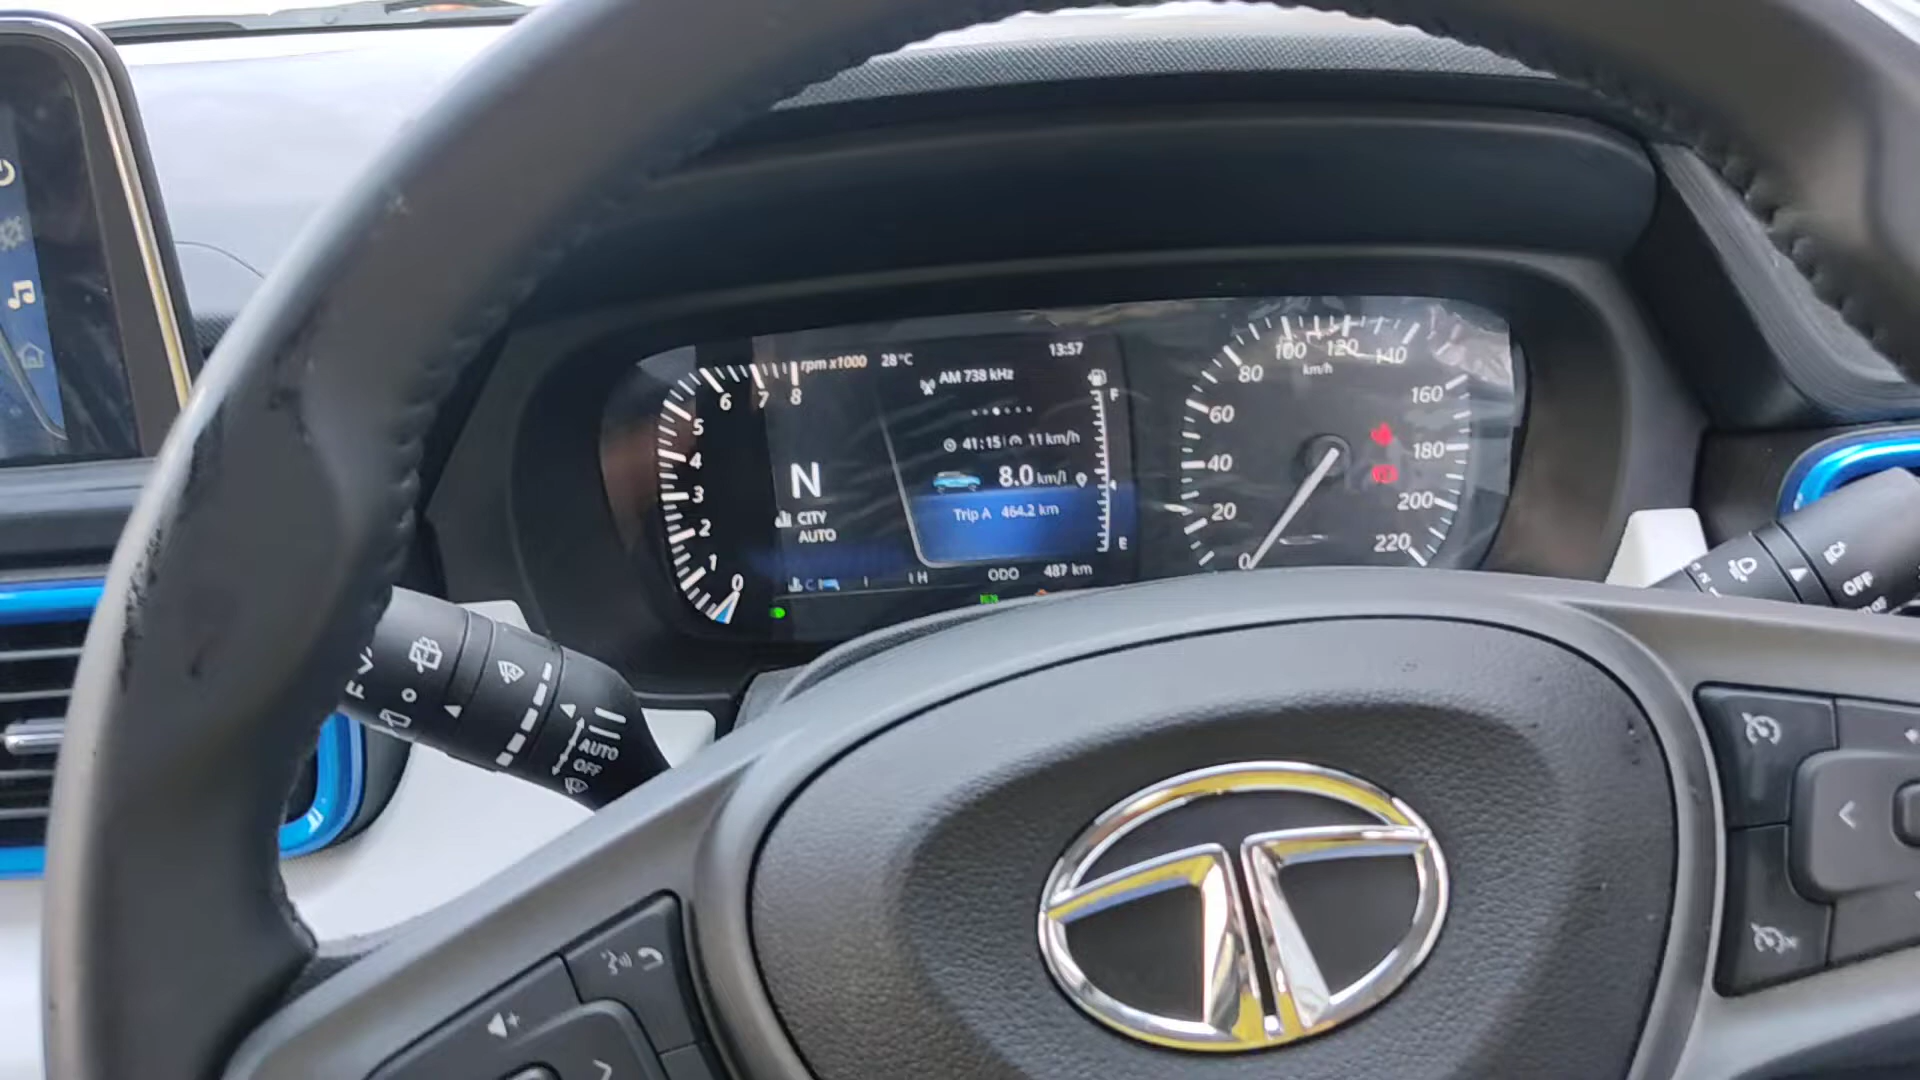 rpm x1000
28°C
13:57
AM 738 kHz
41:15
11 km/h
8.0 km/l
Trip A 464.2 km
N
CITY
AUTO
F
E
C
H
ODO 487 km
0
1
2
3
4
5
6
7
8
0
20
40
60
80
100
120
140
160
180
200
220
km/h
AUTO
OFF
OFF